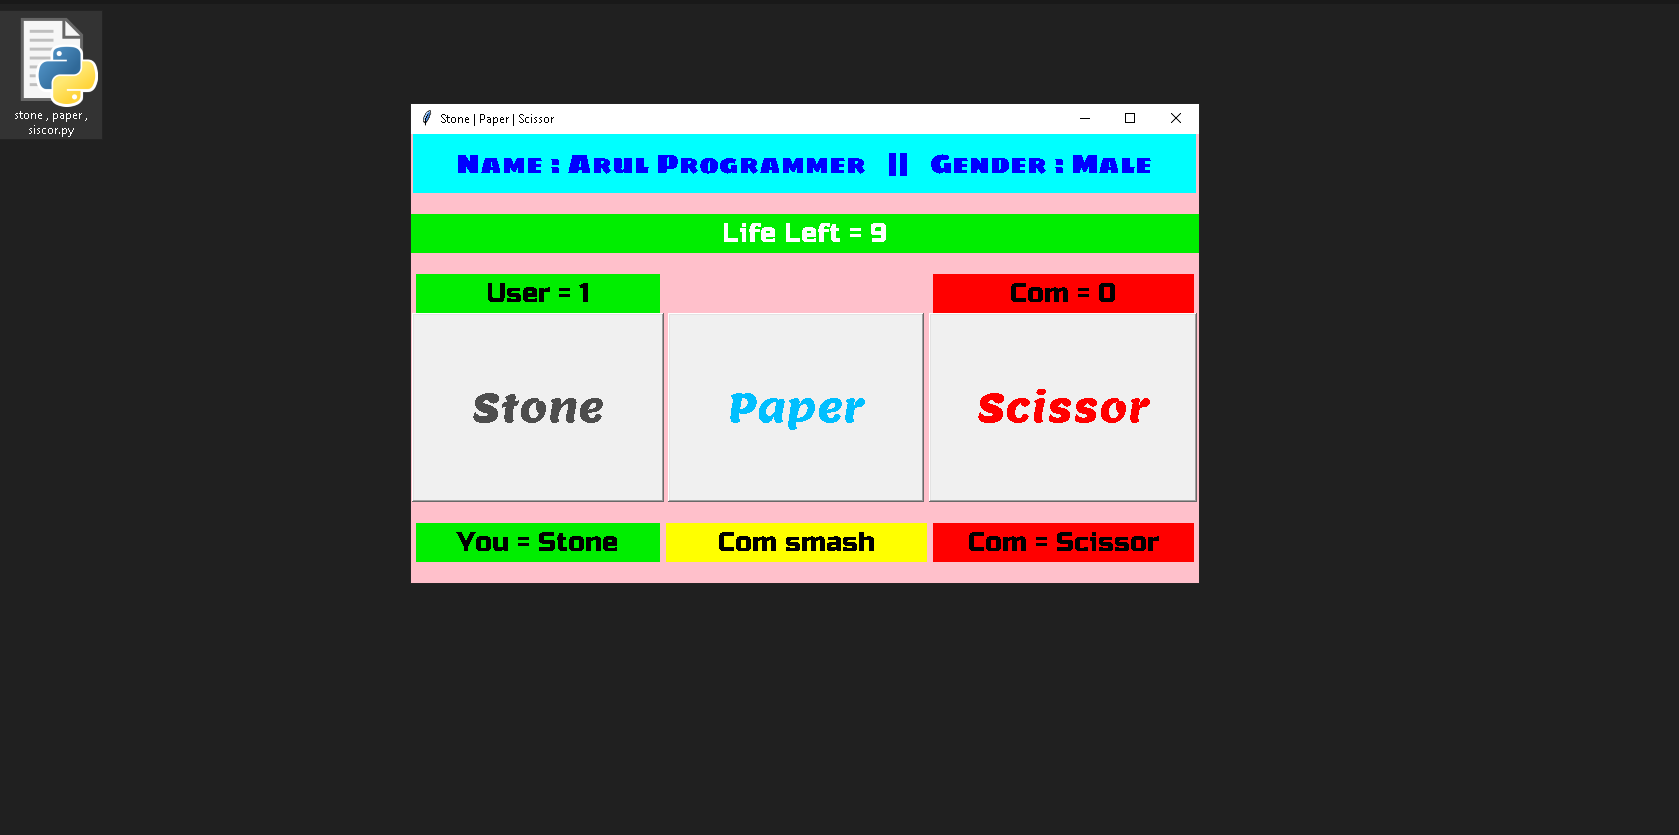 stone , paper ,
siscor.py
Stone | Paper | Scissor
Name : Arul Programmer || Gender : Male
Life Left = 9
User = 1
Com = 0
Stone
Paper
Scissor
You = Stone
Com smash
Com = Scissor